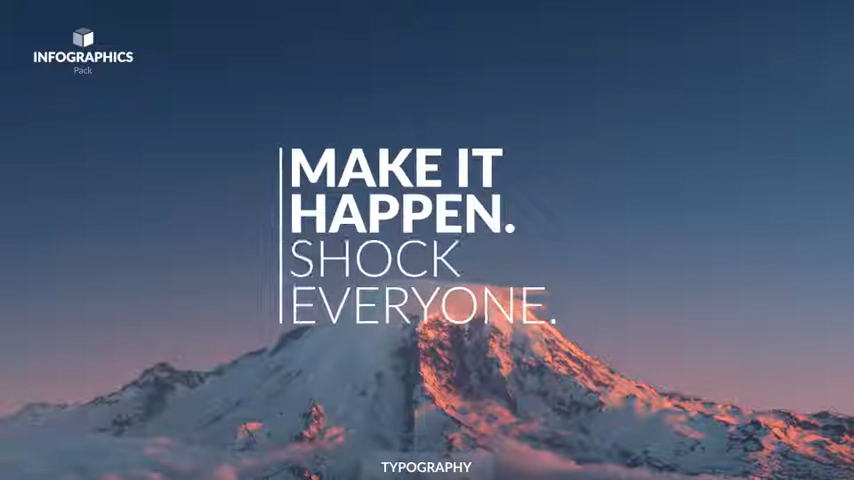 INFOGRAPHICS
Pack
MAKE IT
HAPPEN.
SHOCK
EVERYONE.
TYPOGRAPHY